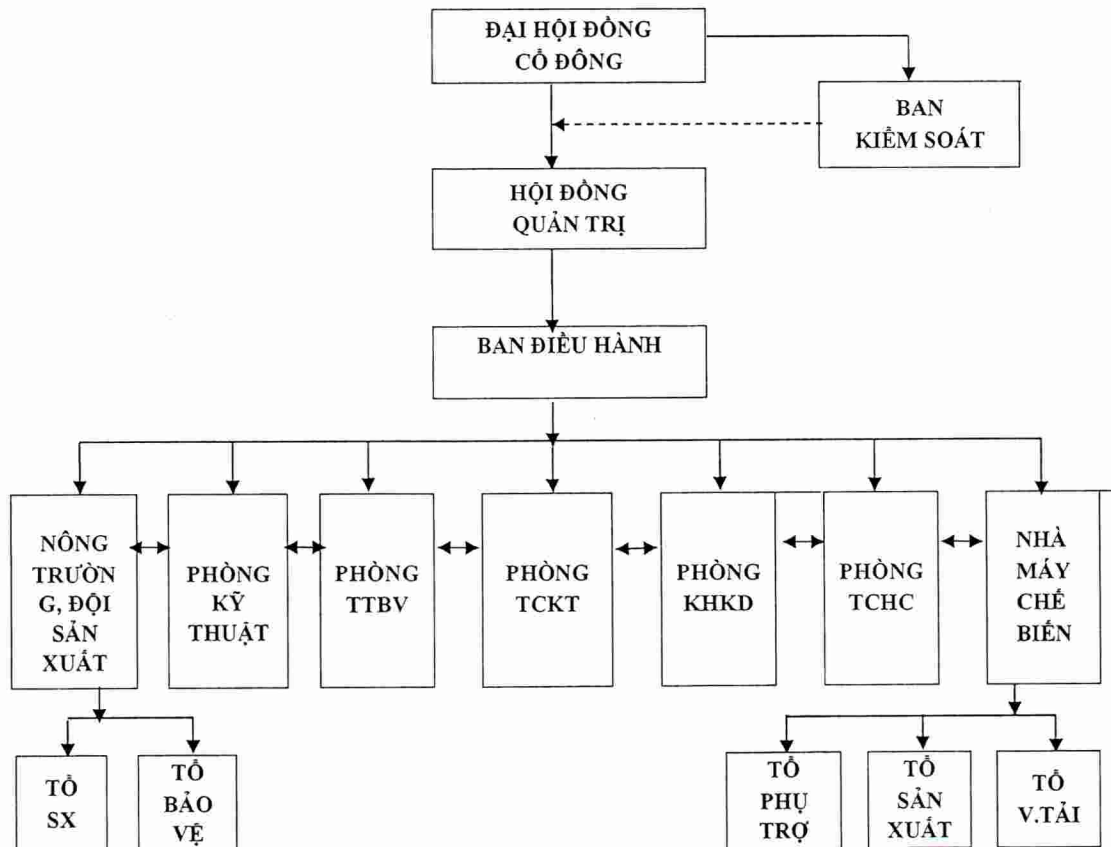 ĐẠI HỘI ĐỒNG
CỔ ĐÔNG
BAN
KIỂM SOÁT
HỘI ĐỒNG
QUẢN TRỊ
BAN ĐIỀU HÀNH
NÔNG
TRƯỜN
G, ĐỘI
SẢN
XUẤT
PHÒNG
KỸ
THUẬT
PHÒNG
TTBV
PHÒNG
TCKT
PHÒNG
KHKD
PHÒNG
TCHC
NHÀ
MÁY
CHẾ
BIẾN
TỔ
SX
TỔ
BẢO
VỆ
TỔ
PHỤ
TRỢ
TỔ
SẢN
XUẤT
TỔ
V.TẢI